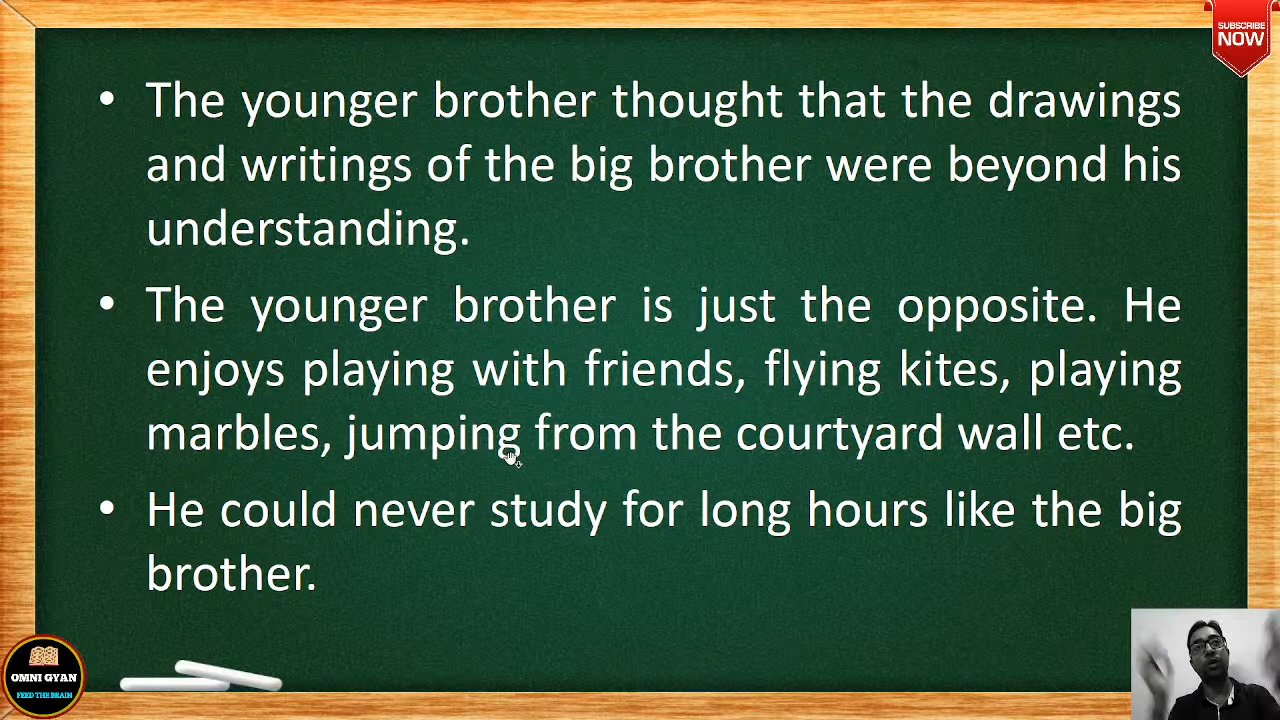 SUBSCRIBE
NOW
• The younger brother thought that the drawings
and writings of the big brother were beyond his
understanding.
• The younger brother is just the opposite. He
enjoys playing with friends, flying kites, playing
marbles, jumping from the courtyard wall etc.
• He could never study for long hours like the big
brother.
OMNI GYAN
FEED THE BRAIN